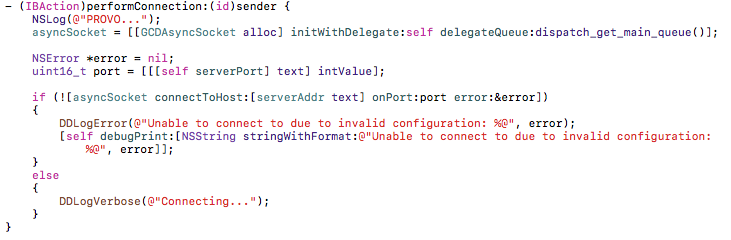 - (IBAction)performConnection:(id)sender {
NSLog(@"PROVO...");
asyncSocket = [[GCDAsyncSocket alloc] initWithDelegate:self delegateQueue:dispatch_get_main_queue()];
NSError *error = nil;
uint16_t port = [[[self serverPort] text] intValue];
if (![asyncSocket connectToHost:[serverAddr text] onPort:port error:&error])
{
DDLogError(@"Unable to connect to due to invalid configuration: %@", error);
[self debugPrint:[NSString stringWithFormat:@"Unable to connect to due to invalid configuration:
%@", error]];
}
else
{
DDLogVerbose(@"Connecting...");
}
}